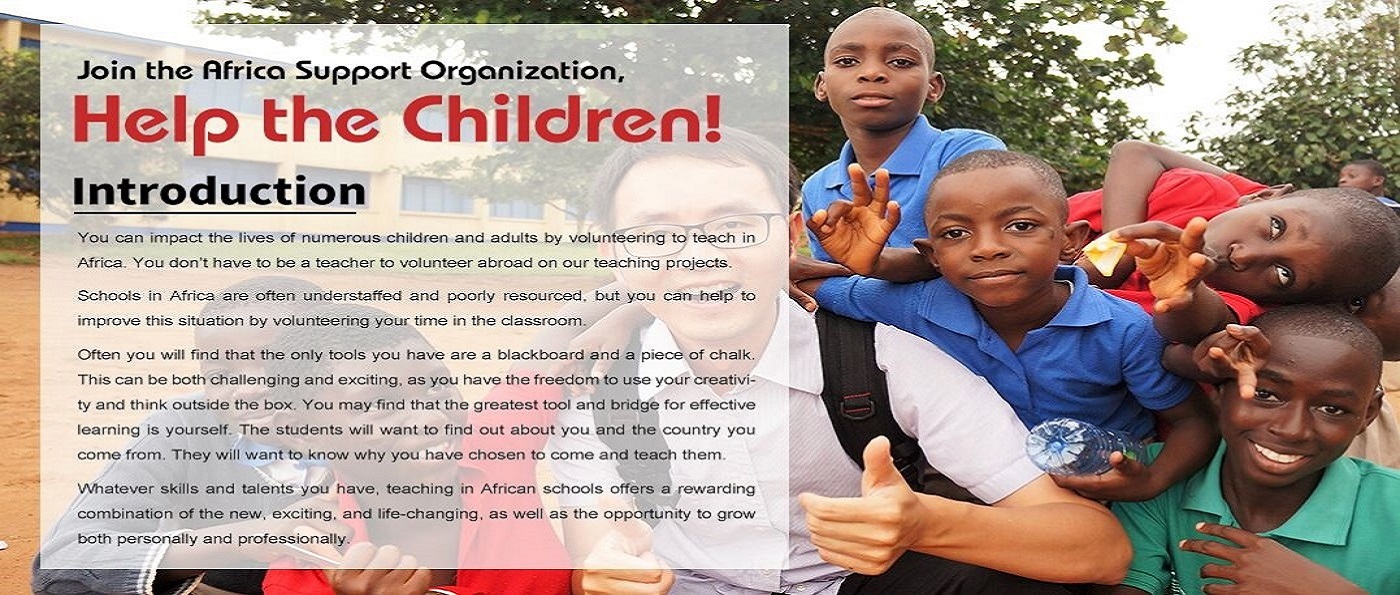 Join the Africa Support Organization,
Help the Children!
Introduction
You can impact the lives of numerous children and adults by volunteering to teach in
Africa. You don't have to be a teacher to volunteer abroad on our teaching projects.
Schools in Africa are often understaffed and poorly resourced, but you can help to
improve this situation by volunteering your time in the classroom.
Often you will find that the only tools you have are a blackboard and a piece of chalk.
This can be both challenging and exciting, as you have the freedom to use your creativi-
ty and think outside the box. You may find that the greatest tool and bridge for effective
learning is yourself. The students will want to find out about you and the country you
come from. They will want to know why you have chosen to come and teach them.
Whatever skills and talents you have, teaching in African schools offers a rewarding
combination of the new, exciting, and life-changing, as well as the opportunity to grow
both personally and professionally.